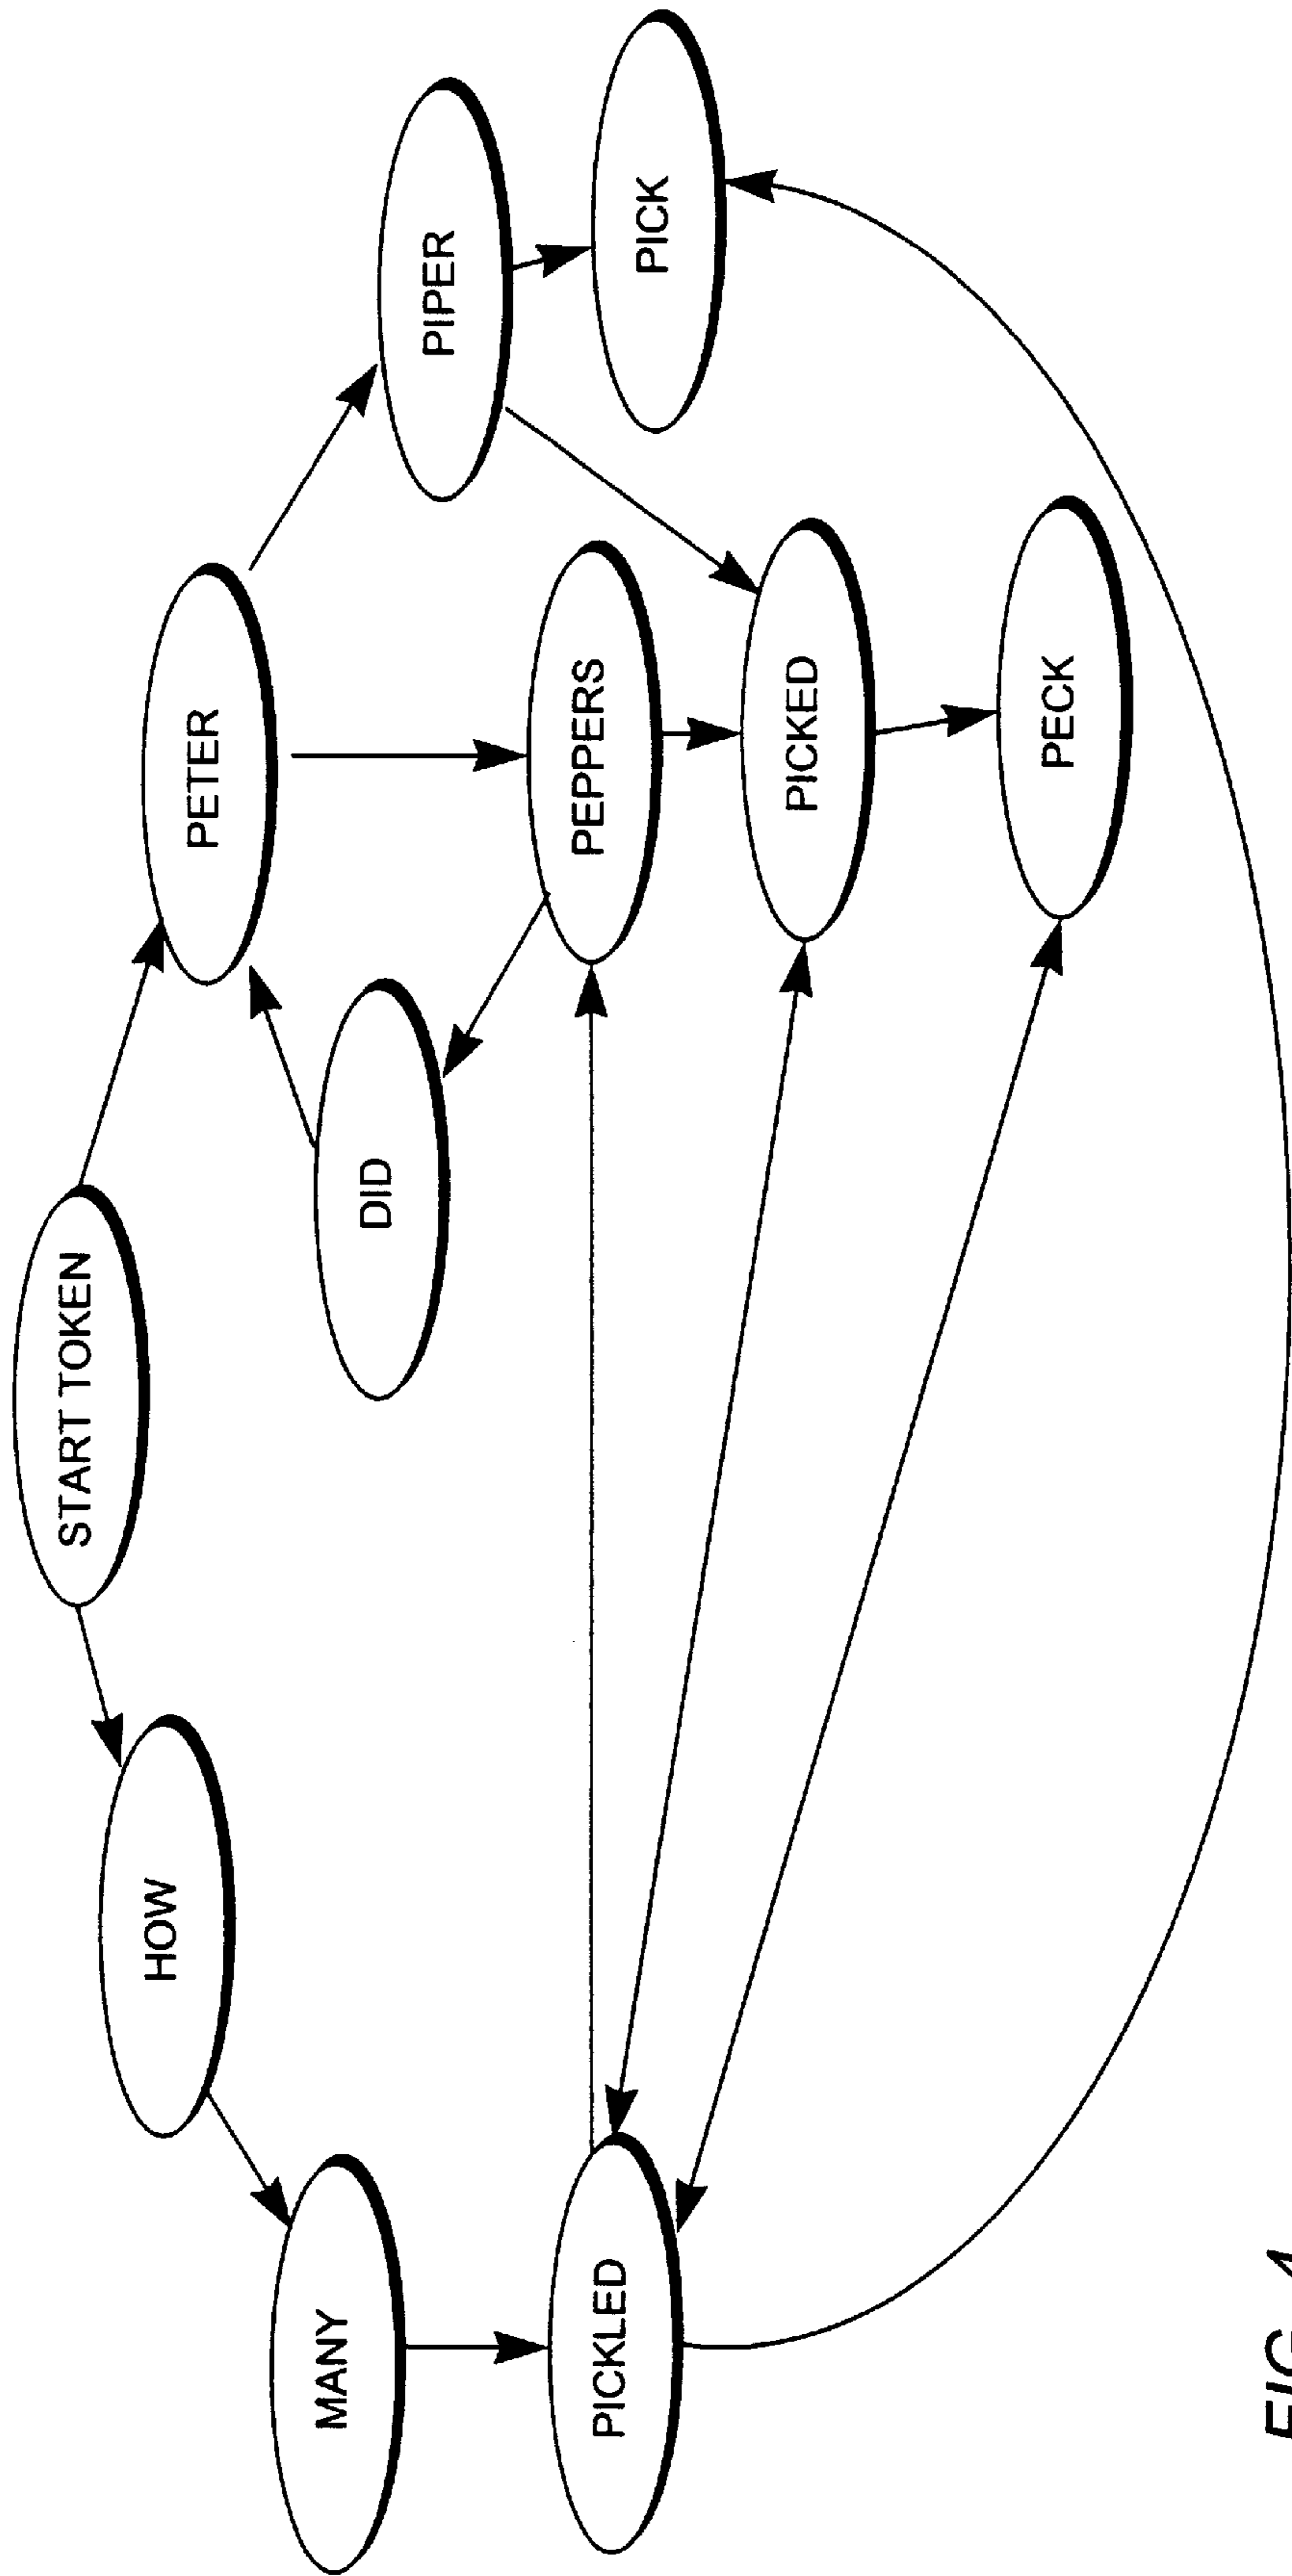 START TOKEN
HOW
PETER
MANY
DID
PIPER
PICKLED
PEPPERS
PICK
PICKED
PECK
FIG. 4